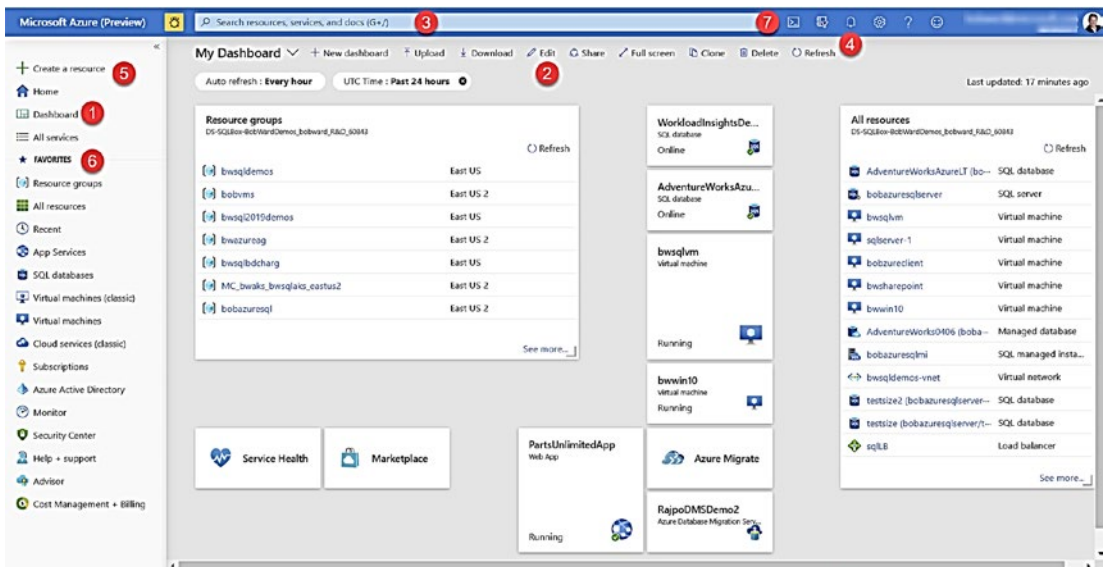 Microsoft Azure (Preview)
Search resources, services, and docs (G+/)
3
7
My Dashboard
New dashboard
Upload
Download
Edit
Share
Full screen
Clone
Delete
Refresh
4
2
Auto refresh : Every hour
UTC Time : Past 24 hours
Last updated: 17 minutes ago
Create a resource
5
Home
Dashboard
1
All services
FAVORITES
6
Resource groups
All resources
Recent
App Services
SQL databases
Virtual machines (classic)
Virtual machines
Cloud services (classic)
Subscriptions
Azure Active Directory
Monitor
Security Center
Help + support
Advisor
Cost Management + Billing
Resource groups
DS-SQLBox-BobWardDemos_bobward_R&D_60843
Refresh
bwsqldemos East US
bobvms East US 2
bwsql2019demos East US
bwazureag East US 2
bwsqlbdcharg East US
MC_bwaks_bwsqlaks_eastus2 East US 2
bobazuresql East US 2
See more...
Service Health
Marketplace
WorkloadInsightsDe...
SQL database
Online
AdventureWorksAzu...
SQL database
Online
bwsqlvm
Virtual machine
Running
bwwin10
Virtual machine
Running
PartsUnlimitedApp
Web App
Running
Azure Migrate
RajpoDMSDemo2
Azure Database Migration Serv...
All resources
DS-SQLBox-BobWardDemos_bobward_R&D_60843
Refresh
AdventureWorksAzureLT (bo... SQL database
bobazuresqlserver SQL server
bwsqlvm Virtual machine
sqlserver-1 Virtual machine
bobzureclient Virtual machine
bwsharepoint Virtual machine
bwwin10 Virtual machine
AdventureWorks0406 (boba... Managed database
bobazuresqlmi SQL managed insta...
bwsqldemos-vnet Virtual network
testsize2 (bobazuresqlserver... SQL database
testsize (bobazuresqlserver/t... SQL database
sqlLB Load balancer
See more...